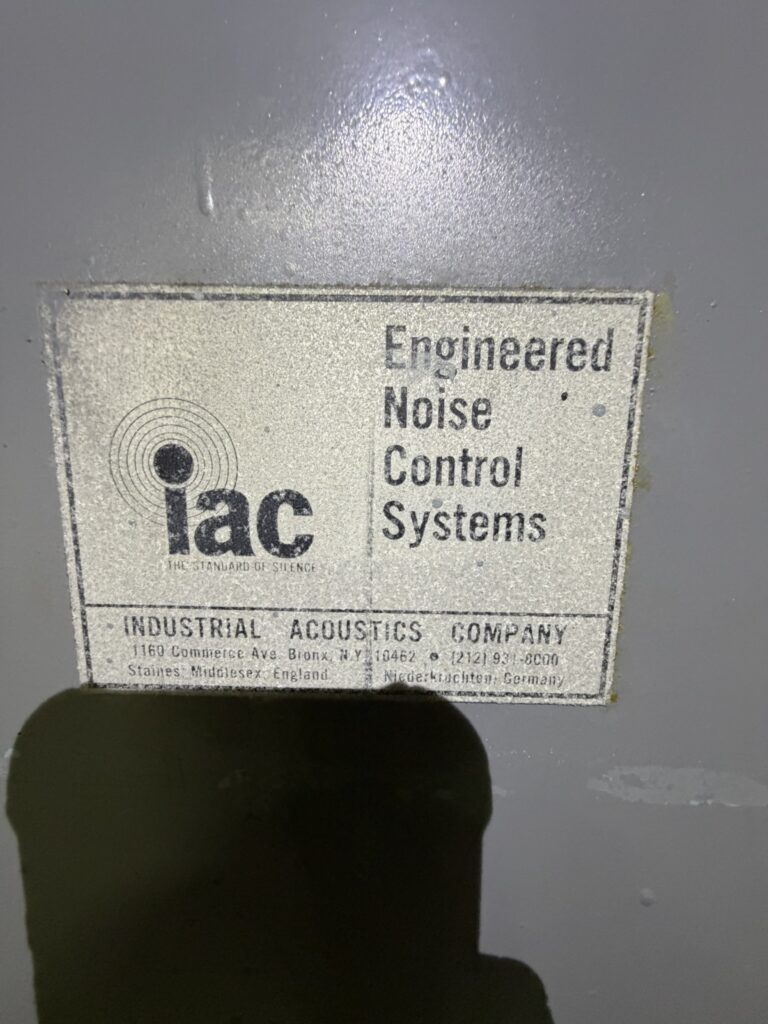 Engineered
Noise
Control
Systems
iac
THE STANDARD OF SILENCE
INDUSTRIAL ACOUSTICS COMPANY
1160 Commerce Ave Bronx, N.Y. 10462 • (212) 931-8000
Staines, Middlesex, England Niederkruchten, Germany